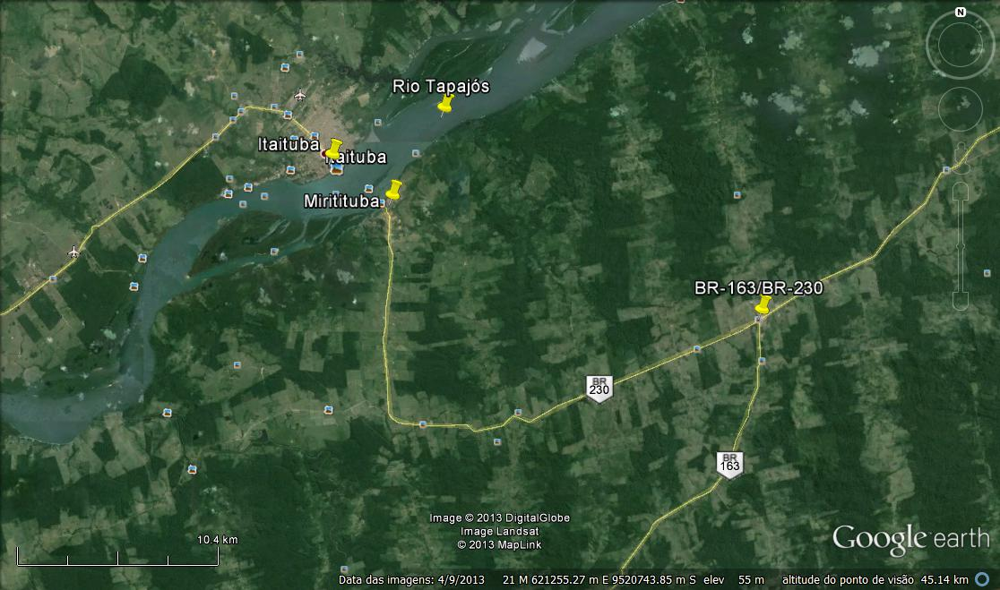 N
Rio Tapajós
Itaituba
Itaituba
Miritituba
BR-163/BR-230
BR
230
BR
163
Image © 2013 DigitalGlobe
Image Landsat
© 2013 MapLink
Google earth
10.4 km
Data das imagens: 4/9/2013 21 M 621255.27 m E 9520743.85 m S elev 55 m altitude do ponto de visão 45.14 km